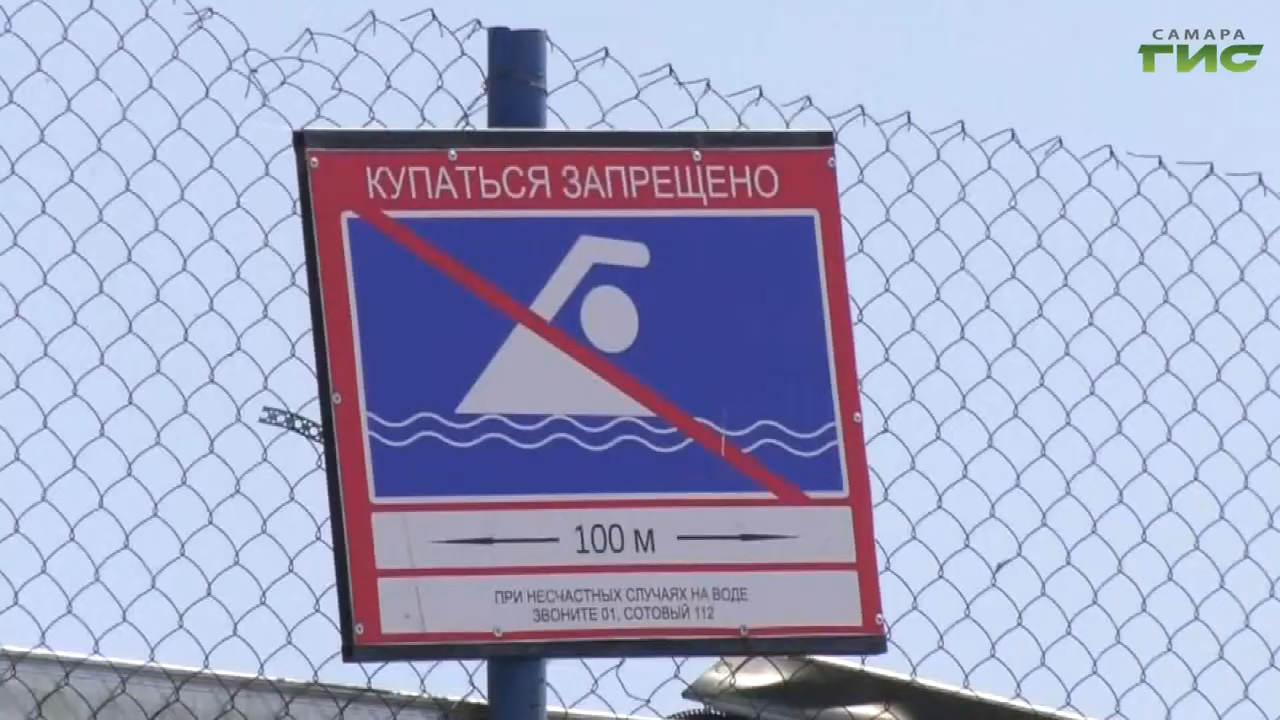 САМАРА
ГИС
КУПАТЬСЯ ЗАПРЕЩЕНО
100 м
ПРИ НЕСЧАСТНЫХ СЛУЧАЯХ НА ВОДЕ
ЗВОНИТЕ 01, СОТОВЫЙ 112